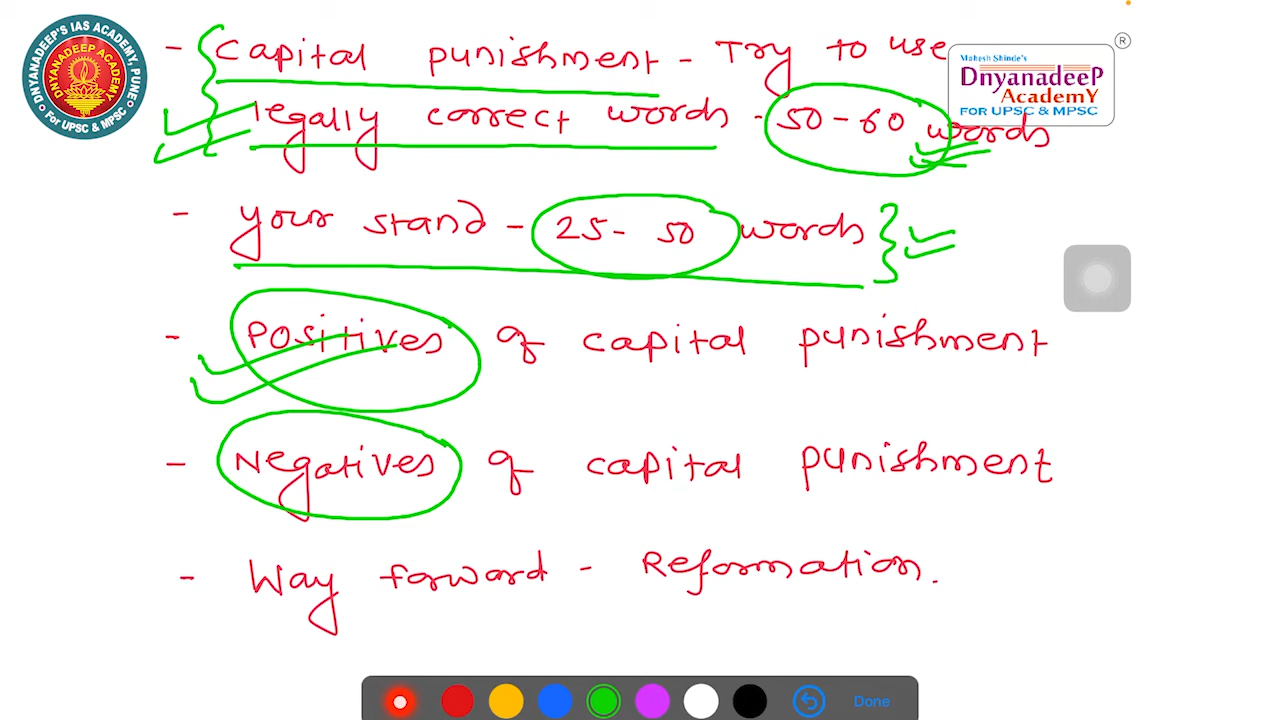 DNYANADEEP'S IAS ACADEMY, PUNE
DNYANADEEP ACADEMY
For UPSC & MPSC
Mahesh Shinde's
DnyanadeeP
AcademY
FOR UPSC & MPSC
®
- Capital punishment - Try to use
legally correct words - 50-60 words
- your stand - 25- 50 words
- Positives of capital punishment
- Negatives of capital punishment
- Way forward - Reformation.
Done